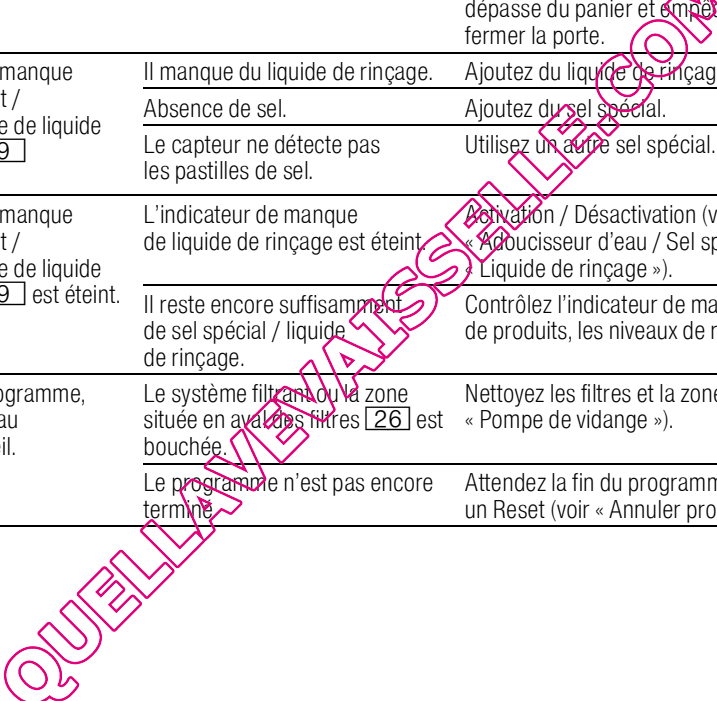 dépasse du panier et empê
fermer la porte.
manque
t /
e de liquide
9
Il manque du liquide de rinçage.
Ajoutez du liquide de rinçag
Absence de sel.
Ajoutez du sel spécial.
Le capteur ne détecte pas
les pastilles de sel.
Utilisez un autre sel spécial.
manque
t /
e de liquide
9 est éteint.
L'indicateur de manque
de liquide de rinçage est éteint.
Activation / Désactivation (v
« Adoucisseur d'eau / Sel sp
« Liquide de rinçage »).
Il reste encore suffisamment
de sel spécial / liquide
de rinçage.
Contrôlez l'indicateur de ma
de produits, les niveaux de r
ogramme,
au
il.
Le système filtrant ou la zone
située en aval des filtres 26 est
bouchée.
Nettoyez les filtres et la zone
« Pompe de vidange »).
Le programme n'est pas encore
terminé
Attendez la fin du programm
un Reset (voir « Annuler pro
QUELLAVEVAISSELLE.COM